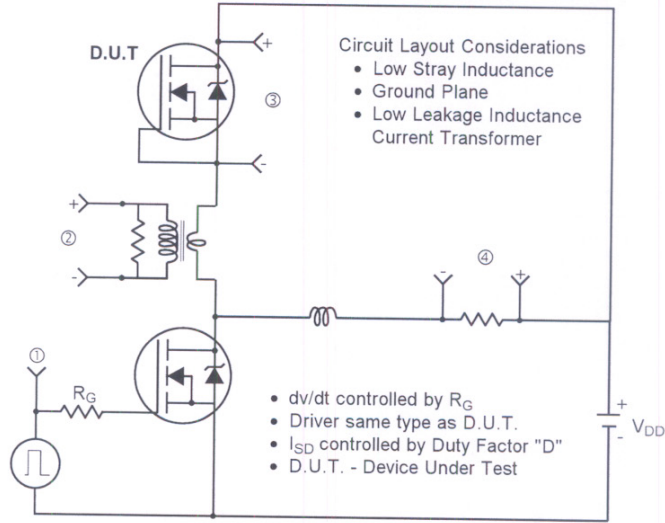 D.U.T
+
Circuit Layout Considerations
• Low Stray Inductance
③
• Ground Plane
• Low Leakage Inductance
Current Transformer
-
+
②
-
④
- +
①
R_G
• dv/dt controlled by R_G
• Driver same type as D.U.T.
• I_SD controlled by Duty Factor "D"
• D.U.T. - Device Under Test
+
V_DD
-